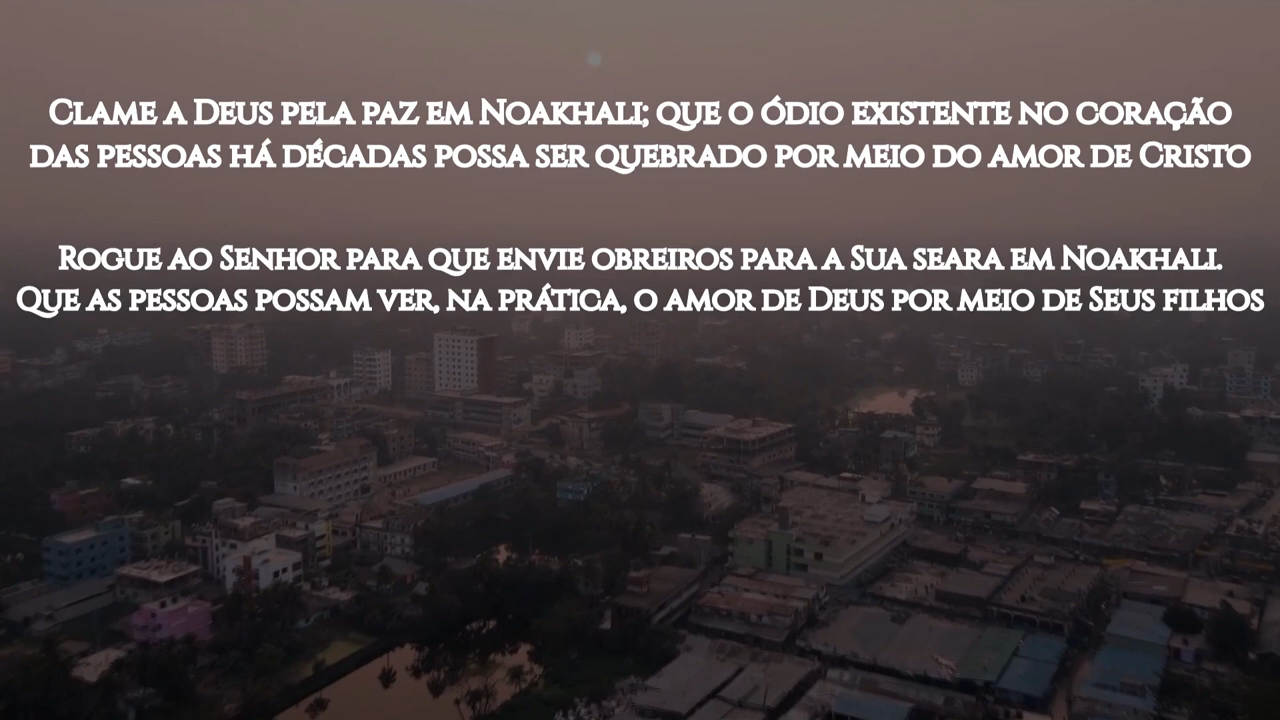 Clame a Deus pela paz em Noakhali; que o ódio existente no coração
das pessoas há décadas possa ser quebrado por meio do amor de Cristo
Rogue ao Senhor para que envie obreiros para a Sua seara em Noakhali.
Que as pessoas possam ver, na prática, o amor de Deus por meio de Seus filhos